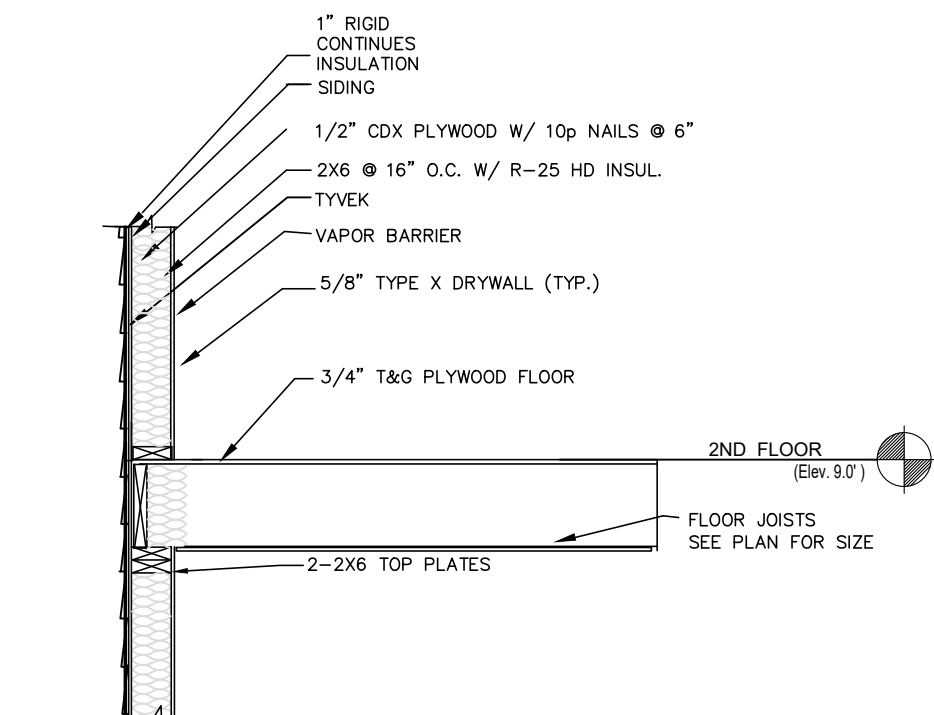 1” RIGID
CONTINUES
INSULATION
SIDING
1/2” CDX PLYWOOD W/ 10p NAILS @ 6”
2X6 @ 16” O.C. W/ R-25 HD INSUL.
TYVEK
VAPOR BARRIER
5/8” TYPE X DRYWALL (TYP.)
3/4” T&G PLYWOOD FLOOR
2ND FLOOR
(Elev. 9.0' )
FLOOR JOISTS
SEE PLAN FOR SIZE
2-2X6 TOP PLATES